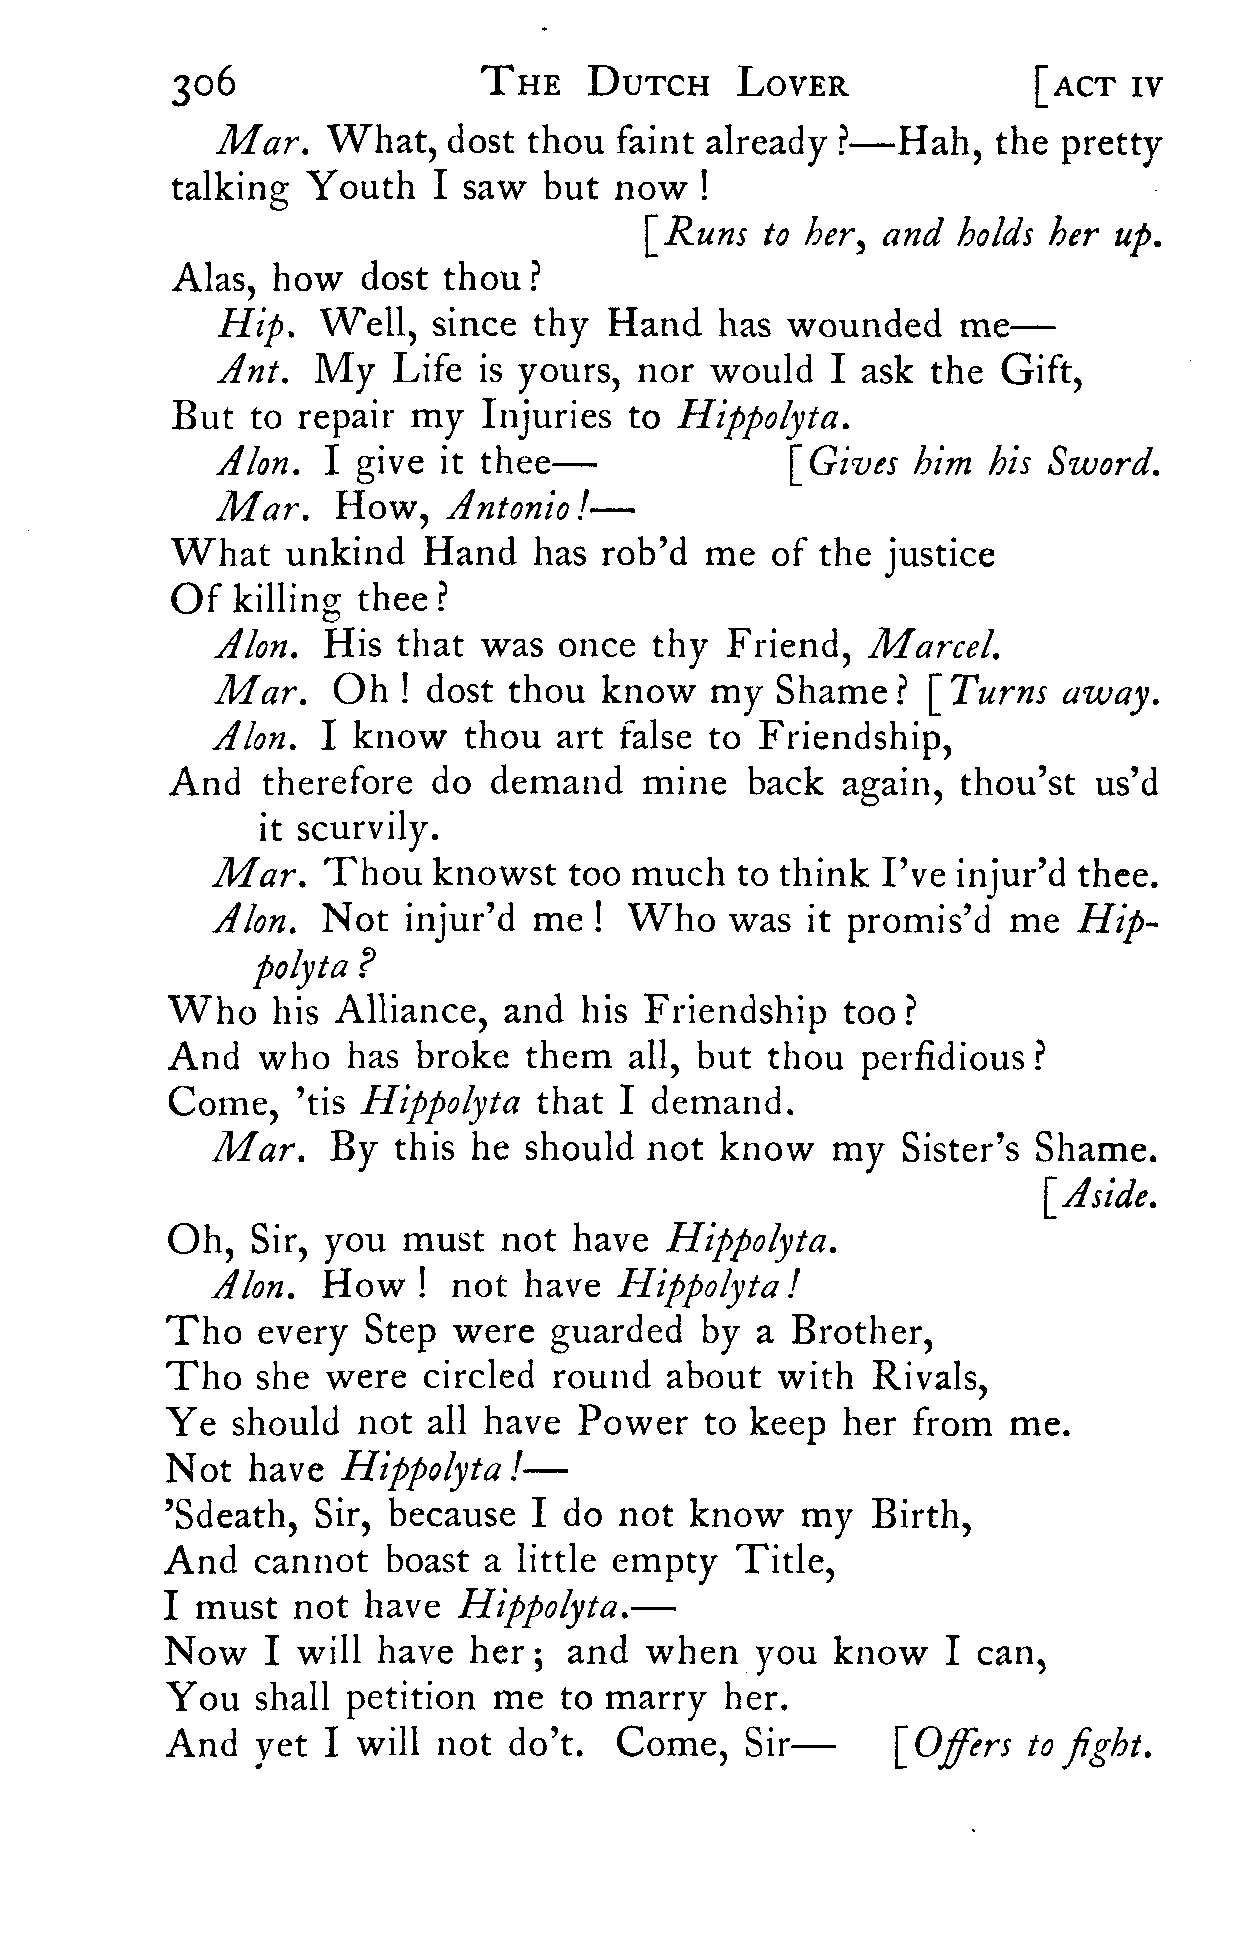 306 THE DUTCH LOVER [ACT IV
Mar. What, dost thou faint already ?—Hah, the pretty
talking Youth I saw but now !
[Runs to her, and holds her up.
Alas, how dost thou ?
Hip. Well, since thy Hand has wounded me—
Ant. My Life is yours, nor would I ask the Gift,
But to repair my Injuries to Hippolyta.
Alon. I give it thee— [Gives him his Sword.
Mar. How, Antonio !—
What unkind Hand has rob'd me of the justice
Of killing thee ?
Alon. His that was once thy Friend, Marcel.
Mar. Oh ! dost thou know my Shame ? [Turns away.
Alon. I know thou art false to Friendship,
And therefore do demand mine back again, thou'st us'd
it scurvily.
Mar. Thou knowst too much to think I've injur'd thee.
Alon. Not injur'd me ! Who was it promis'd me Hip-
polyta ?
Who his Alliance, and his Friendship too ?
And who has broke them all, but thou perfidious ?
Come, 'tis Hippolyta that I demand.
Mar. By this he should not know my Sister's Shame.
[Aside.
Oh, Sir, you must not have Hippolyta.
Alon. How ! not have Hippolyta !
Tho every Step were guarded by a Brother,
Tho she were circled round about with Rivals,
Ye should not all have Power to keep her from me.
Not have Hippolyta !—
'Sdeath, Sir, because I do not know my Birth,
And cannot boast a little empty Title,
I must not have Hippolyta.—
Now I will have her ; and when you know I can,
You shall petition me to marry her.
And yet I will not do't. Come, Sir— [Offers to fight.